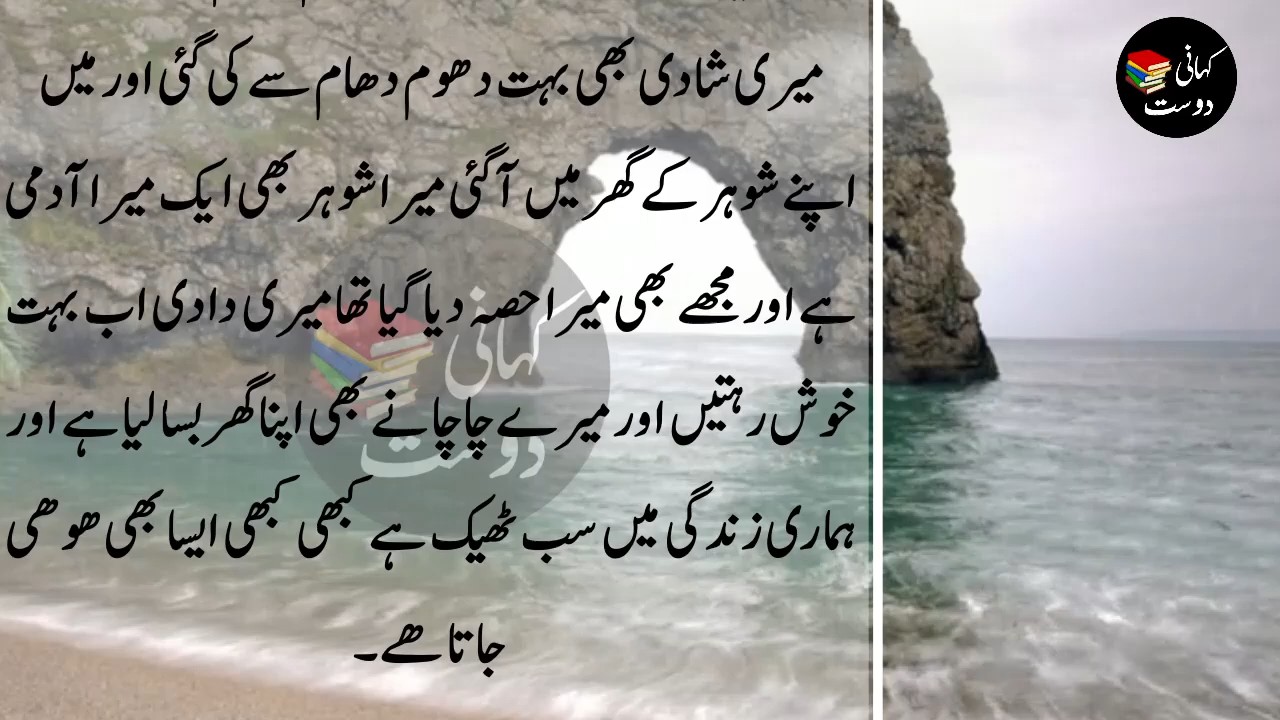 میری شادی بھی بہت دھوم دھام سے کی گئی اور میں
اپنے شوہر کے گھر میں آگئی میرا شوہر بھی ایک میرا آدمی
ہے اور مجھے بھی میرا حصہ دیا گیا تھا میری دادی اب بہت
خوش رہتیں اور میرے چاچا نے بھی اپنا گھر بسا لیا ہے اور
ہماری زندگی میں سب ٹھیک ہے کبھی کبھی ایسا بھی ھو ھی
جاتا ھے۔
کہانی
دوست
کہانی
دوست